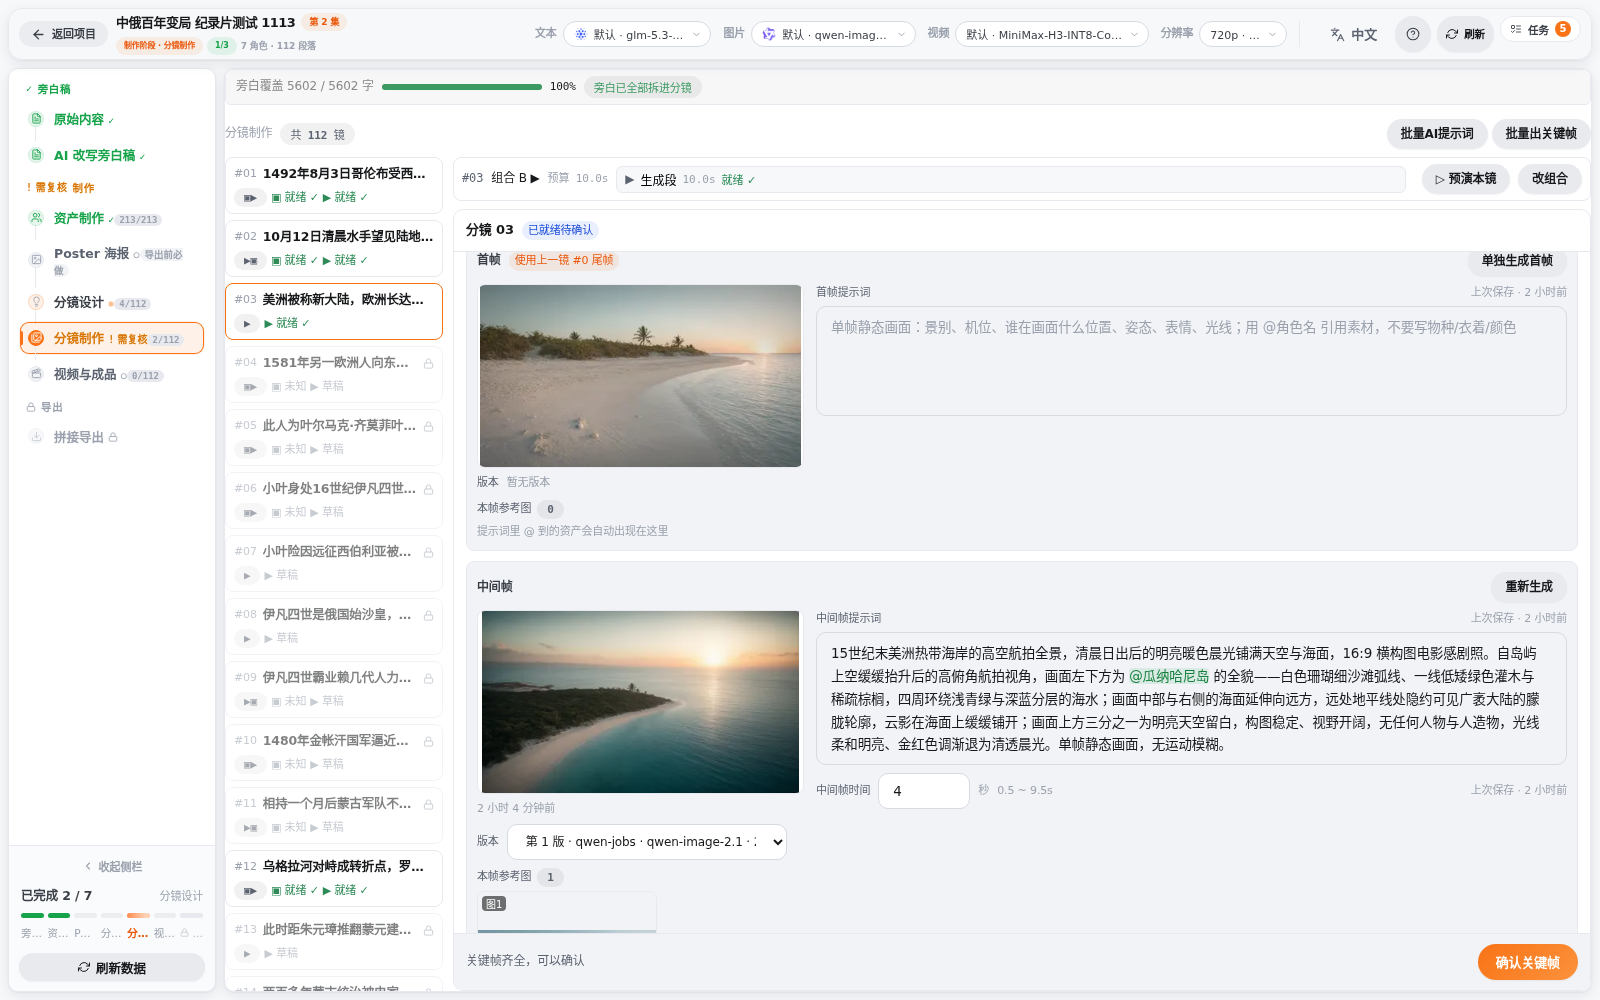 返回项目
中俄百年变局 纪录片测试 1113 第 2 集
制作阶段 · 分镜制作 1/3 7 角色 · 112 段落
文本 默认 · glm-5.3-...
图片 默认 · qwen-imag...
视频 默认 · MiniMax-H3-INT8-Co...
分辨率 720p · ...
中文
刷新
任务 5
✓ 旁白稿
原始内容 ✓
AI 改写旁白稿 ✓
! 需复核 制作
资产制作 ✓ 213/213
Poster 海报 导出前必做
分镜设计 4/112
分镜制作 ! 需复核 2/112
视频与成品 0/112
导出
拼接导出
收起侧栏
已完成 2 / 7 分镜设计
旁... 资... P... 分... 分... 视... ...
刷新数据
旁白覆盖 5602 / 5602 字 100% 旁白已全部拆进分镜
分镜制作 共 112 镜
批量AI提示词 批量出关键帧
#01 1492年8月3日哥伦布受西...
就绪 ✓ 就绪 ✓
#02 10月12日清晨水手望见陆地...
就绪 ✓ 就绪 ✓
#03 美洲被称新大陆，欧洲长达...
就绪 ✓
#04 1581年另一欧洲人向东...
未知 草稿
#05 此人为叶尔马克·齐莫菲叶...
未知 草稿
#06 小叶身处16世纪伊凡四世...
未知 草稿
#07 小叶险因远征西伯利亚被...
草稿
#08 伊凡四世是俄国始沙皇，...
草稿
#09 伊凡四世霸业赖几代人力...
未知 草稿
#10 1480年金帐汗国军逼近...
未知 草稿
#11 相持一个月后蒙古军队不...
未知 草稿
#12 乌格拉河对峙成转折点，罗...
就绪 ✓ 就绪 ✓
#13 此时距朱元璋推翻蒙元建...
草稿
#03 组合 B ▶ 预算 10.0s ▶ 生成段 10.0s 就绪 ✓
▷ 预演本镜 改组合
分镜 03 已就绪待确认
首帧 使用上一镜 #0 尾帧 单独生成首帧
首帧提示词 上次保存 · 2 小时前
单帧静态画面：景别、机位、谁在画面什么位置、姿态、表情、光线；用 @角色名 引用素材，不要写物种/衣着/颜色
版本 暂无版本
本帧参考图 0
提示词里 @ 到的资产会自动出现在这里
中间帧 重新生成
中间帧提示词 上次保存 · 2 小时前
15世纪末美洲热带海岸的高空航拍全景，清晨日出后的明亮暖色晨光铺满天空与海面，16:9 横构图电影感剧照。自岛屿
上空缓缓抬升后的高俯角航拍视角，画面左下方为 @瓜纳哈尼岛 的全貌——白色珊瑚细沙滩弧线、一线低矮绿色灌木与
稀疏棕榈，四周环绕浅青绿与深蓝分层的海水；画面中部与右侧的海面延伸向远方，远处地平线处隐约可见广袤大陆的朦
胧轮廓，云影在海面上缓缓铺开；画面上方三分之一为明亮天空留白，构图稳定、视野开阔，无任何人物与人造物，光线
柔和明亮、金红色调渐退为清透晨光。单帧静态画面，无运动模糊。
中间帧时间 4 秒 0.5 ~ 9.5s 上次保存 · 2 小时前
2 小时 4 分钟前
版本 第 1 版 · qwen-jobs · qwen-image-2.1 ·
本帧参考图 1
图1
关键帧齐全，可以确认
确认关键帧